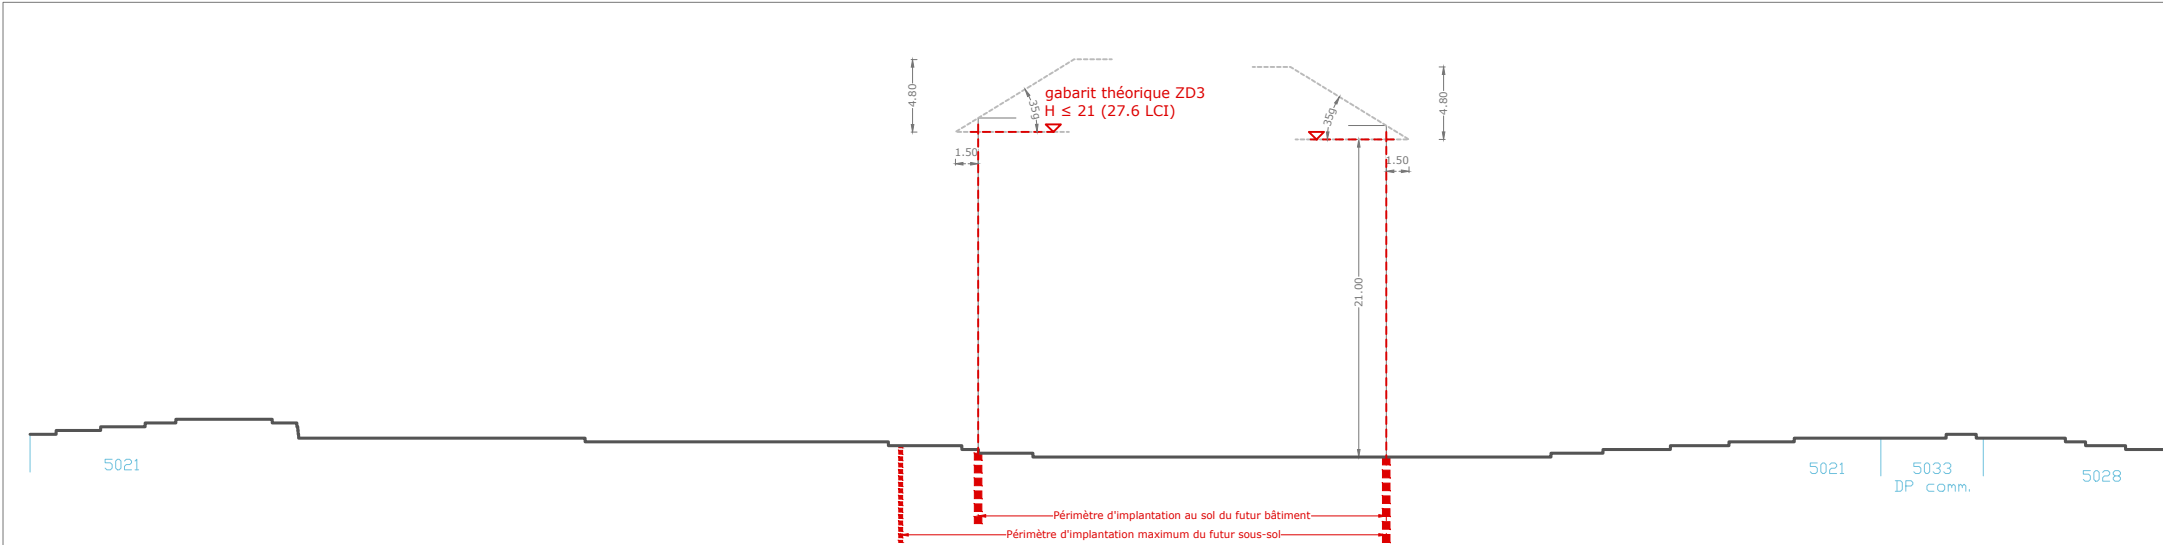 4.80
35g
gabarit théorique ZD3
H ≤ 21 (27.6 LCI)
1.50
35g
4.80
1.50
21.00
5021
5021
5033
DP comm.
5028
Périmètre d'implantation au sol du futur bâtiment
Périmètre d'implantation maximum du futur sous-sol